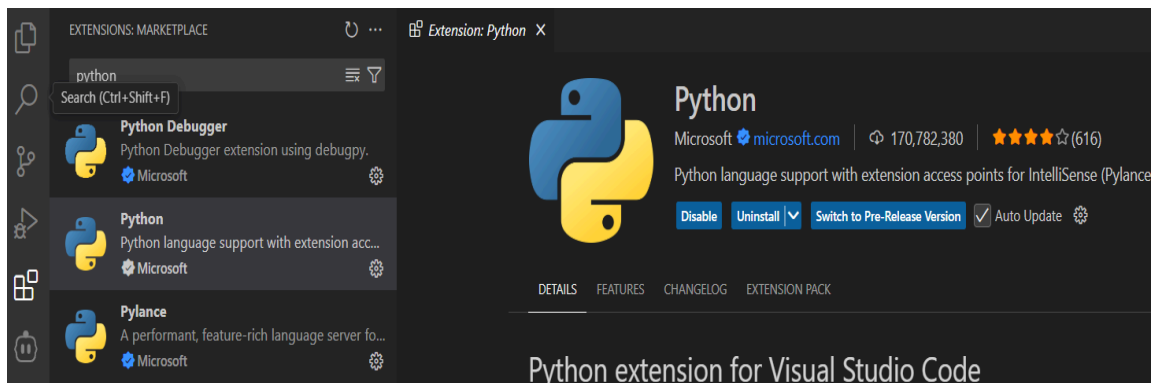 EXTENSIONS: MARKETPLACE
python
Search (Ctrl+Shift+F)
Python Debugger
Python Debugger extension using debugpy.
Microsoft
Python
Python language support with extension acc...
Microsoft
Pylance
A performant, feature-rich language server fo...
Microsoft
Extension: Python
Python
Microsoft microsoft.com 170,782,380 (616)
Python language support with extension access points for IntelliSense (Pylance
Disable Uninstall Switch to Pre-Release Version Auto Update
DETAILS FEATURES CHANGELOG EXTENSION PACK
Python extension for Visual Studio Code